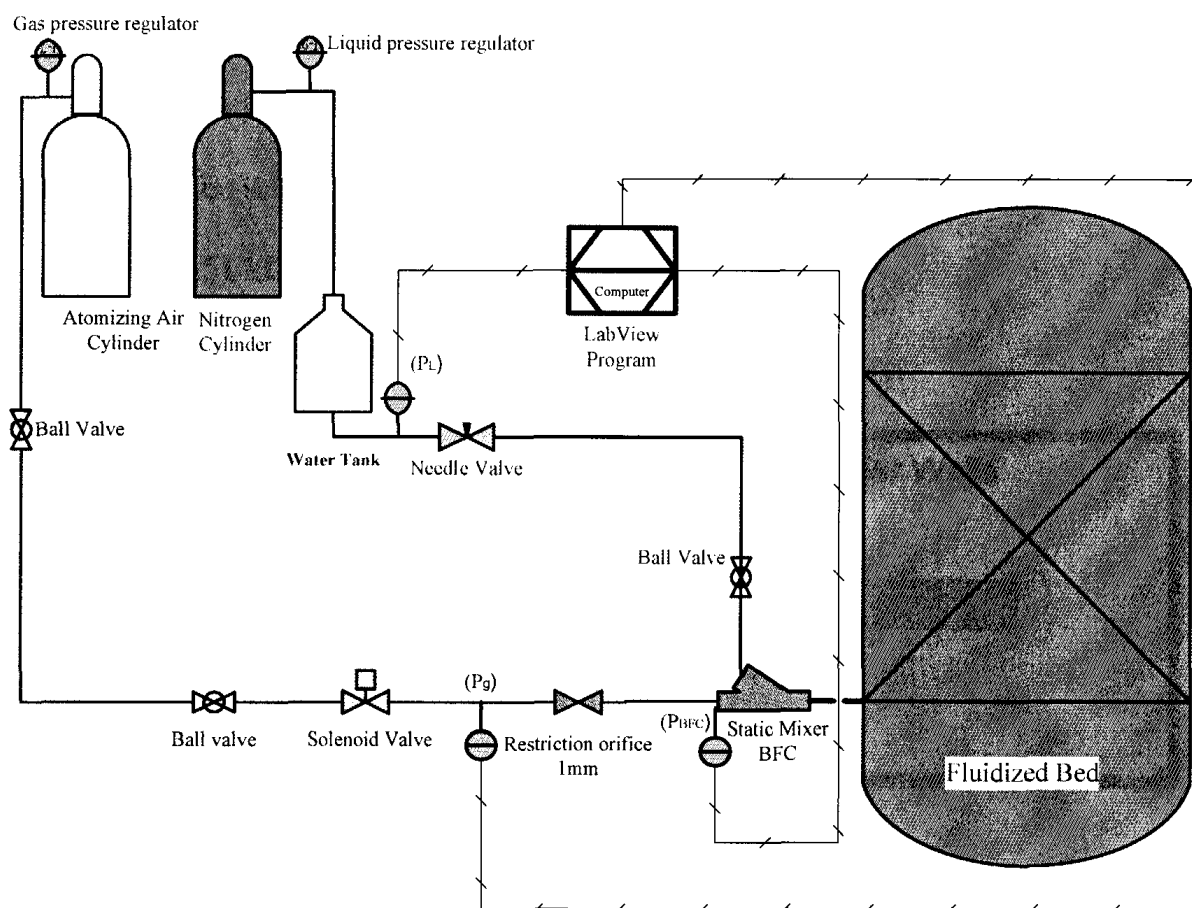 Gas pressure regulator
Liquid pressure regulator
Atomizing Air
Cylinder
Nitrogen
Cylinder
Computer
LabView
Program
(PL)
Ball Valve
Water Tank
Needle Valve
Ball Valve
(Pg)
(PBFC)
Ball valve
Solenoid Valve
Restriction orifice
1mm
Static Mixer
BFC
Fluidized Bed